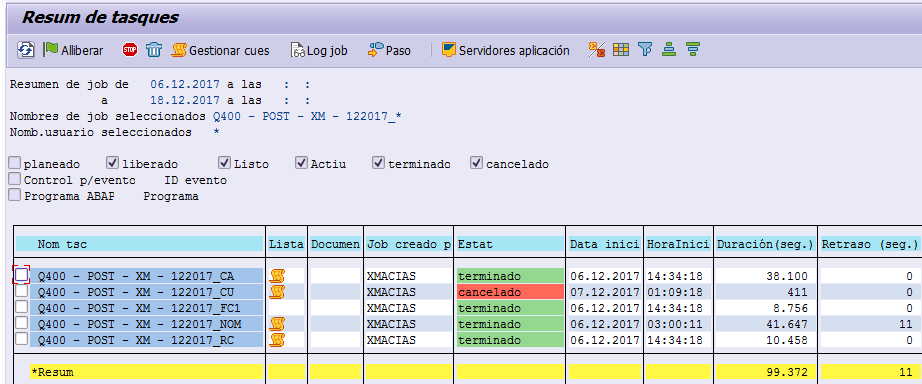 Resum de tasques
Alliberar STOP Gestionar cues Log job Paso Servidores aplicación
Resumen de job de 06.12.2017 a las : :
a 18.12.2017 a las : :
Nombres de job seleccionados Q400 - POST - XM - 122017_*
Nomb.usuario seleccionados *
planeado liberado Listo Actiu terminado cancelado
Control p/evento ID evento
Programa ABAP Programa
Nom tsc Lista Documen Job creado p Estat Data inici HoraInici Duración(seg.) Retraso (seg.)
Q400 - POST - XM - 122017_CA XMACIAS terminado 06.12.2017 14:34:18 38.100 0
Q400 - POST - XM - 122017_CU XMACIAS cancelado 07.12.2017 01:09:18 411 0
Q400 - POST - XM - 122017_FC1 XMACIAS terminado 06.12.2017 14:34:18 8.756 0
Q400 - POST - XM - 122017_NOM XMACIAS terminado 06.12.2017 03:00:11 41.647 11
Q400 - POST - XM - 122017_RC XMACIAS terminado 06.12.2017 14:34:18 10.458 0
*Resum 99.372 11